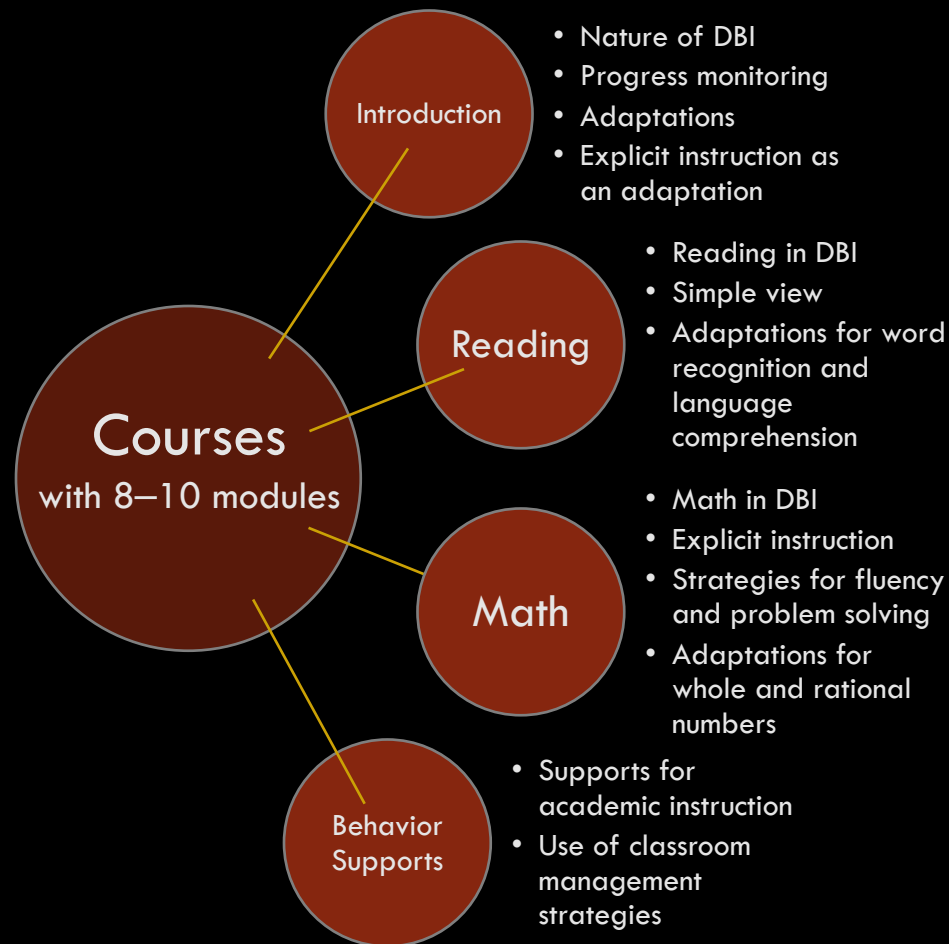 Introduction
• Nature of DBI
• Progress monitoring
• Adaptations
• Explicit instruction as
an adaptation
Courses
with 8–10 modules
Reading
• Reading in DBI
• Simple view
• Adaptations for word
recognition and
language
comprehension
Math
• Math in DBI
• Explicit instruction
• Strategies for fluency
and problem solving
• Adaptations for
whole and rational
numbers
Behavior
Supports
• Supports for
academic instruction
• Use of classroom
management
strategies